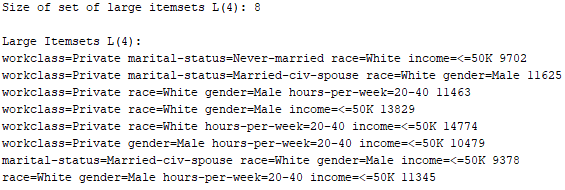 Size of set of large itemsets L(4): 8
Large Itemsets L(4):
workclass=Private marital-status=Never-married race=White income=<=50K 9702
workclass=Private marital-status=Married-civ-spouse race=White gender=Male 11625
workclass=Private race=White gender=Male hours-per-week=20-40 11463
workclass=Private race=White gender=Male income=<=50K 13829
workclass=Private race=White hours-per-week=20-40 income=<=50K 14774
workclass=Private gender=Male hours-per-week=20-40 income=<=50K 10479
marital-status=Married-civ-spouse race=White gender=Male income=<=50K 9378
race=White gender=Male hours-per-week=20-40 income=<=50K 11345